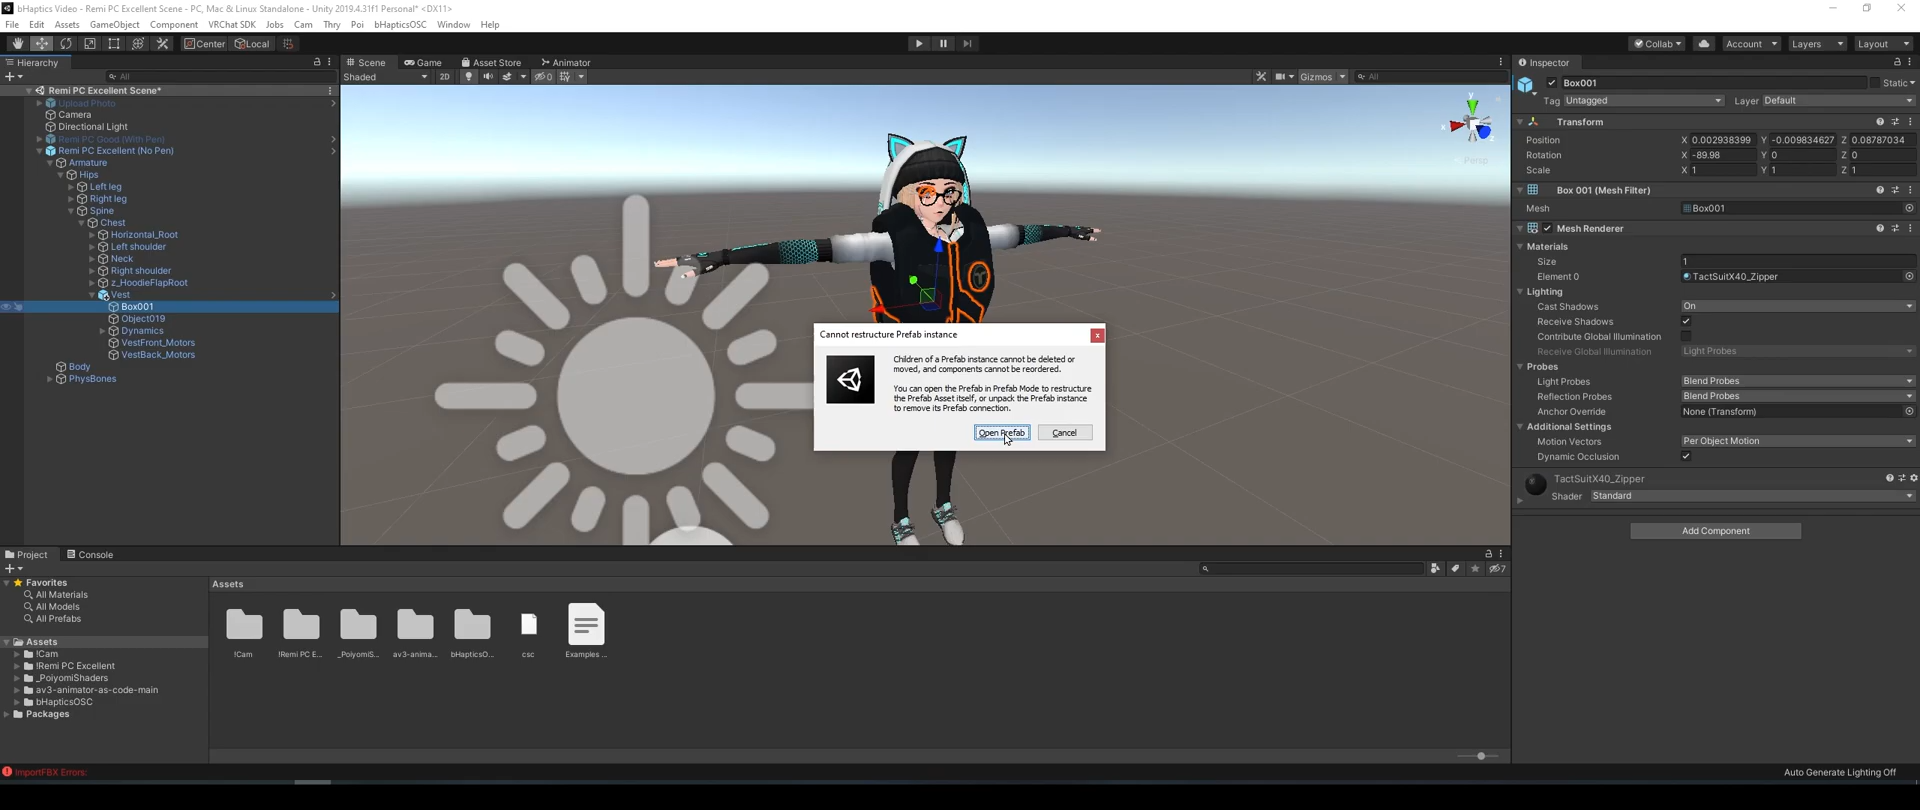 bHaptics Video - Remi PC Excellent Scene - PC, Mac & Linux Standalone - Unity 2019.4.31f1 Personal* <DX11>
File Edit Assets GameObject Component VRChat SDK Jobs Cam Thry Poi bHapticsOSC Window Help
Center Local Collab Account Layers Layout
Hierarchy
All
Remi PC Excellent Scene*
Upload Photo
Camera
Directional Light
Remi PC Good (With Pen)
Remi PC Excellent (No Pen)
Armature
Hips
Left leg
Right leg
Spine
Chest
Horizontal_Root
Left shoulder
Neck
Right shoulder
z_HoodieFlapRoot
Vest
Box001
Object019
Dynamics
VestFront_Motors
VestBack_Motors
Body
PhysBones
Scene Game Asset Store Animator
Shaded 2D 0 Gizmos All
y
x
Persp
Cannot restructure Prefab instance
x
Children of a Prefab instance cannot be deleted or
moved, and components cannot be reordered.
You can open the Prefab in Prefab Mode to restructure
the Prefab Asset itself, or unpack the Prefab instance
to remove its Prefab connection.
Open Prefab Cancel
Inspector
Box001 Static
Tag Untagged Layer Default
Transform
Position X 0.002938399 Y -0.009834627 Z 0.08787034
Rotation X -89.98 Y 0 Z 0
Scale X 1 Y 1 Z 1
Box 001 (Mesh Filter)
Mesh Box001
Mesh Renderer
Materials
Size 1
Element 0 TactSuitX40_Zipper
Lighting
Cast Shadows On
Receive Shadows
Contribute Global Illumination
Receive Global Illumination Light Probes
Probes
Light Probes Blend Probes
Reflection Probes Blend Probes
Anchor Override None (Transform)
Additional Settings
Motion Vectors Per Object Motion
Dynamic Occlusion
TactSuitX40_Zipper
Shader Standard
Add Component
Project Console
7
Favorites
All Materials
All Models
All Prefabs
Assets
!Cam
!Remi PC Excellent
_PoiyomiShaders
av3-animator-as-code-main
bHapticsOSC
Packages
Assets
!Cam !Remi PC E... _PoiyomiS... av3-anima... bHapticsO... csc Examples ...
ImportFBX Errors:
Auto Generate Lighting Off